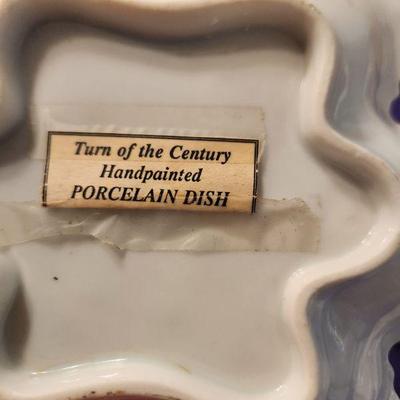 Turn of the Century
Handpainted
PORCELAIN DISH